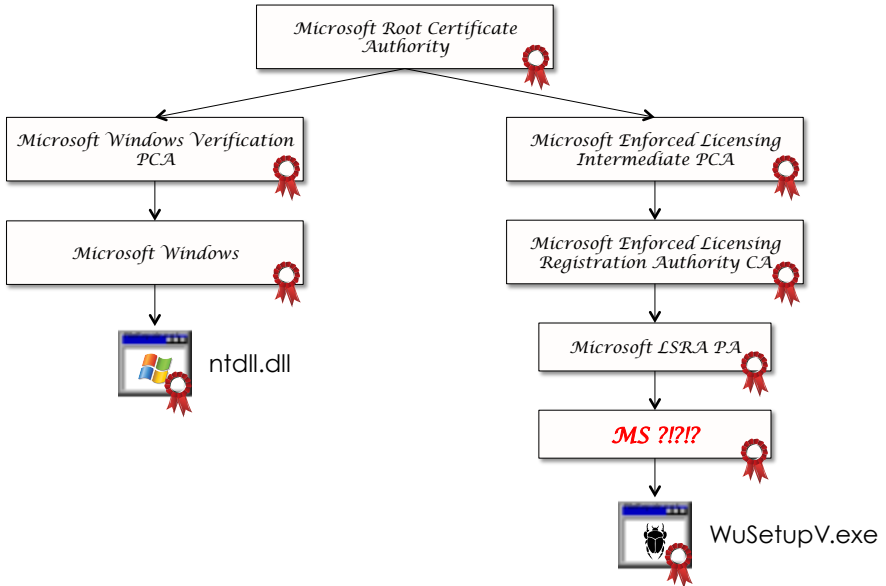 Microsoft Root Certificate
Authority
Microsoft Windows Verification
PCA
Microsoft Enforced Licensing
Intermediate PCA
Microsoft Windows
Microsoft Enforced Licensing
Registration Authority CA
ntdll.dll
Microsoft LSRA PA
MS ?!?!?
WuSetupV.exe